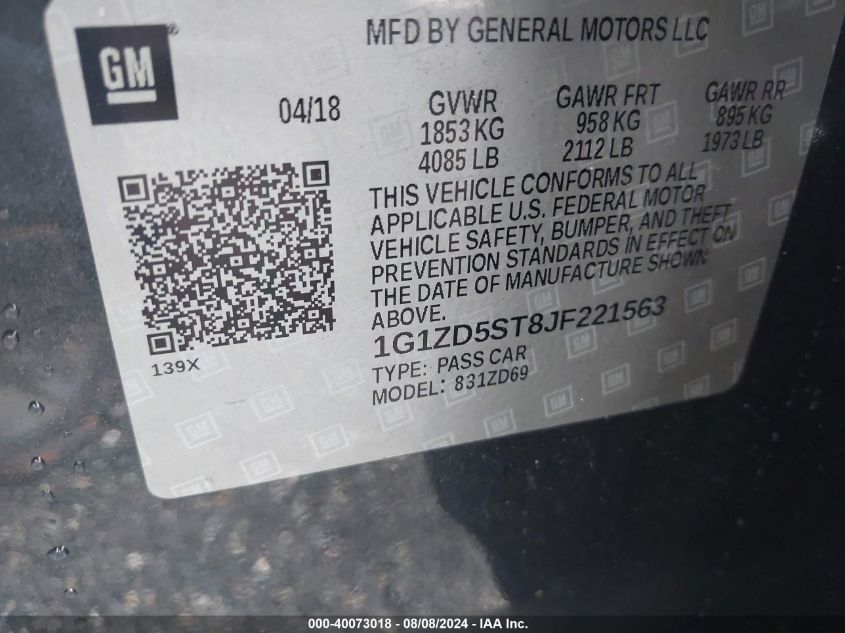 GM
MFD BY GENERAL MOTORS LLC
04/18
GVWR
1853 KG
4085 LB
GAWR FRT
958 KG
2112 LB
GAWR RR
895 KG
1973 LB
THIS VEHICLE CONFORMS TO ALL
APPLICABLE U.S. FEDERAL MOTOR
VEHICLE SAFETY, BUMPER, AND THEFT
PREVENTION STANDARDS IN EFFECT ON
THE DATE OF MANUFACTURE SHOWN
ABOVE.
1G1ZD5ST8JF221563
TYPE: PASS CAR
MODEL: 831ZD69
139X
000-40073018 - 08/08/2024 - IAA Inc.